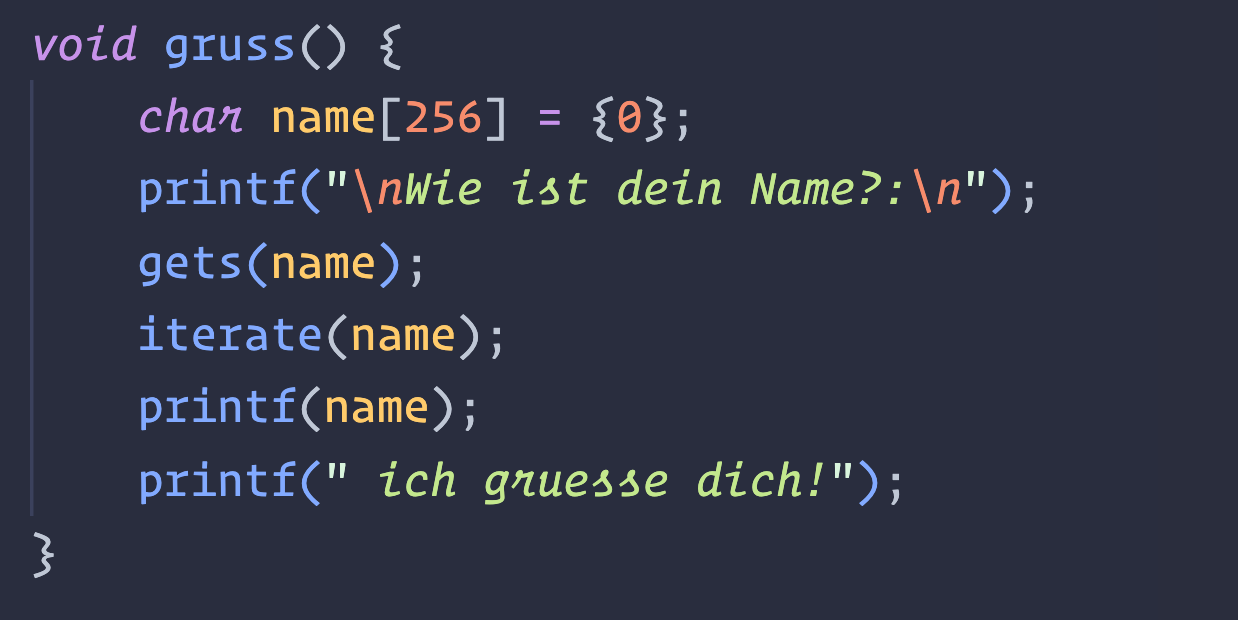 void gruss() {
    char name[256] = {0};
    printf("\nWie ist dein Name?:\n");
    gets(name);
    iterate(name);
    printf(name);
    printf(" ich gruesse dich!");
}